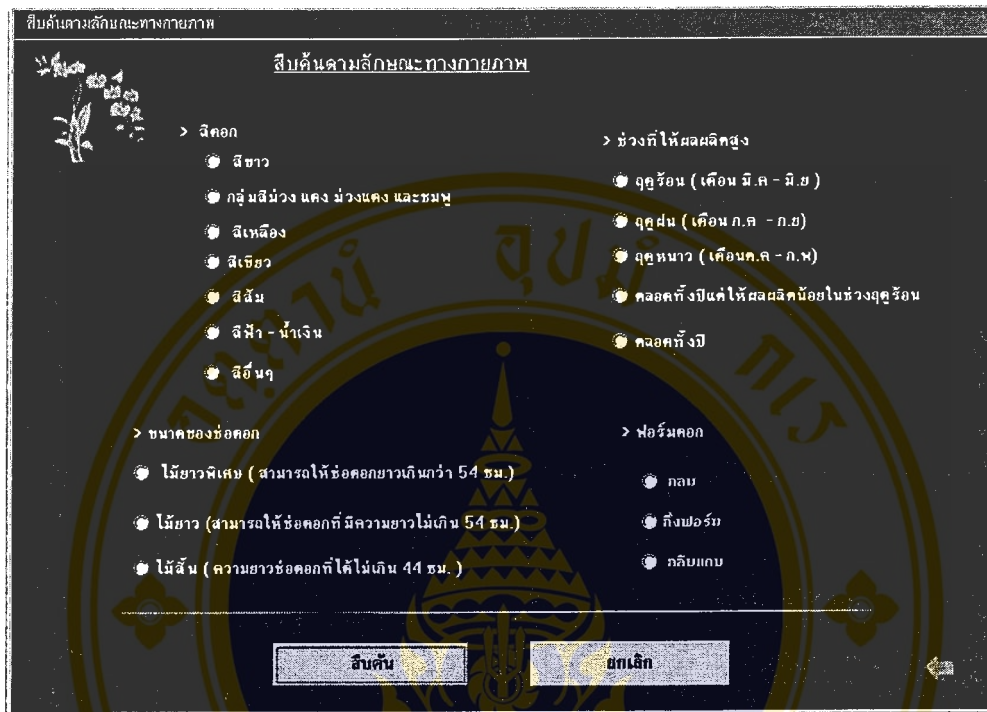 สืบค้นตามลักษณะทางกายภาพ
สืบค้นตามลักษณะทางกายภาพ
> สีดอก
สีขาว
กลุ่มสีม่วง แดง ม่วงแดง และชมพู
สีเหลือง
สีเขียว
สีส้ม
สีฟ้า - น้ำเงิน
สีอื่นๆ
> ช่วงที่ให้ผลผลิตสูง
ฤดูร้อน ( เดือน มี.ค - มิ.ย )
ฤดูฝน ( เดือน ก.ค - ก.ย)
ฤดูหนาว ( เดือนต.ค - ก.พ)
ตลอดทั้งปีแต่ให้ผลผลิตน้อยในช่วงฤดูร้อน
ตลอดทั้งปี
> ขนาดของช่อดอก
ไม้ยาวพิเศษ ( สามารถให้ช่อดอกยาวเกินกว่า 54 ซม.)
ไม้ยาว (สามารถให้ช่อดอกที่มีความยาวไม่เกิน 54 ซม.)
ไม้สั้น ( ความยาวช่อดอกที่ได้ไม่เกิน 44 ซม. )
> ฟอร์มดอก
กลม
กึ่งฟอร์ม
กลีบแคบ
สืบค้น
ยกเลิก